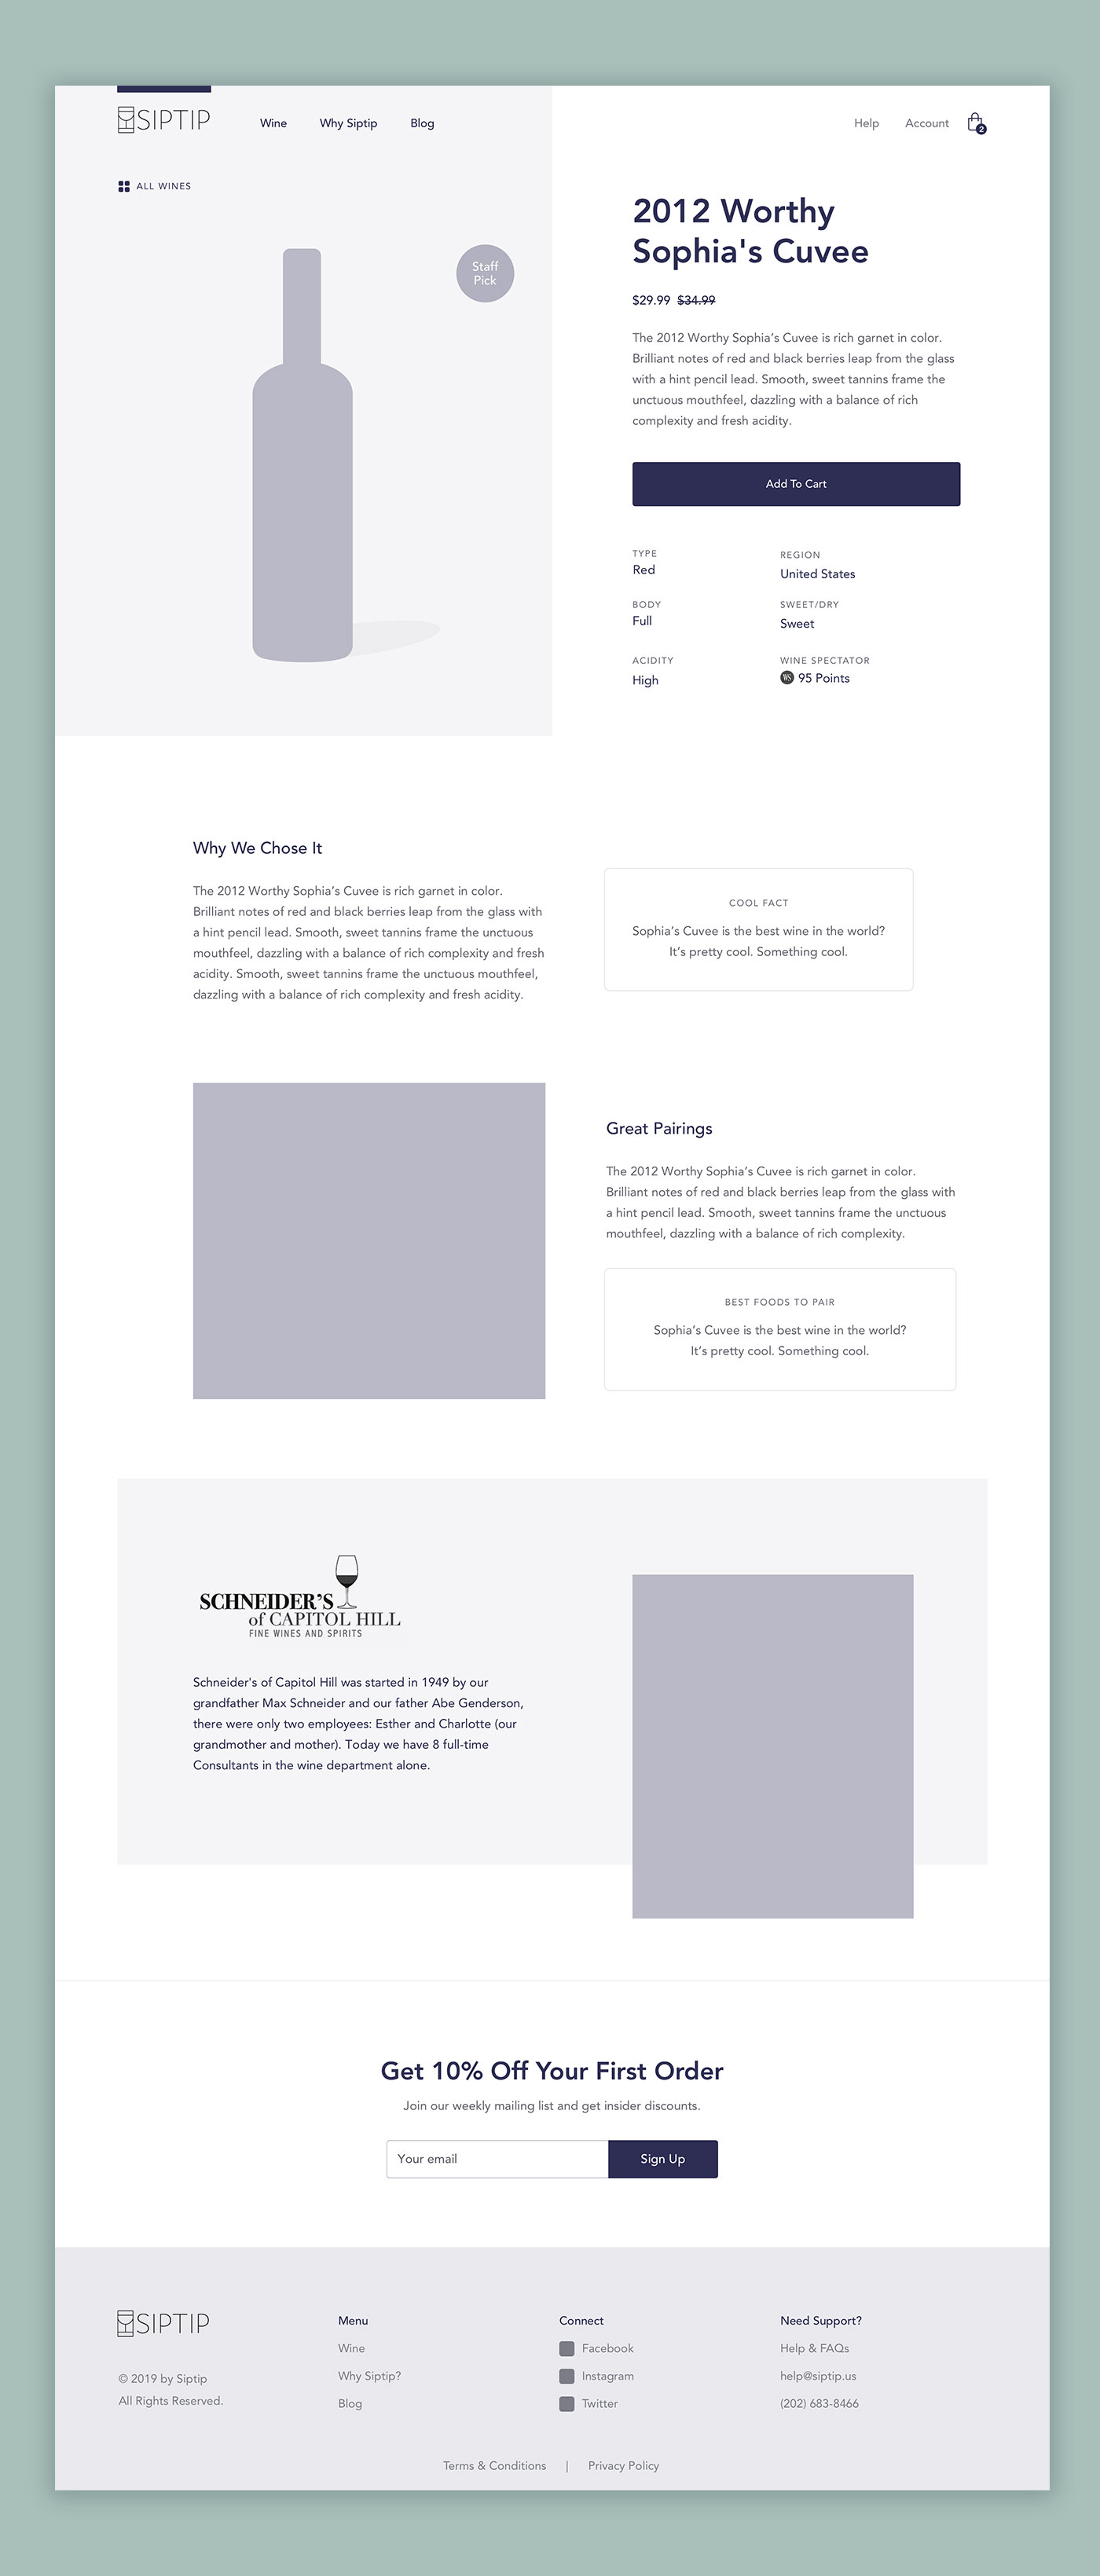 SIPTIP
Wine
Why Siptip
Blog
Help
Account
2
ALL WINES
Staff
Pick
2012 Worthy
Sophia's Cuvee
$29.99 $34.99
The 2012 Worthy Sophia’s Cuvee is rich garnet in color.
Brilliant notes of red and black berries leap from the glass
with a hint pencil lead. Smooth, sweet tannins frame the
unctuous mouthfeel, dazzling with a balance of rich
complexity and fresh acidity.
Add To Cart
TYPE
Red
REGION
United States
BODY
Full
SWEET/DRY
Sweet
ACIDITY
High
WINE SPECTATOR
WS 95 Points
Why We Chose It
The 2012 Worthy Sophia’s Cuvee is rich garnet in color.
Brilliant notes of red and black berries leap from the glass with
a hint pencil lead. Smooth, sweet tannins frame the unctuous
mouthfeel, dazzling with a balance of rich complexity and fresh
acidity. Smooth, sweet tannins frame the unctuous mouthfeel,
dazzling with a balance of rich complexity and fresh acidity.
COOL FACT
Sophia’s Cuvee is the best wine in the world?
It’s pretty cool. Something cool.
Great Pairings
The 2012 Worthy Sophia’s Cuvee is rich garnet in color.
Brilliant notes of red and black berries leap from the glass with
a hint pencil lead. Smooth, sweet tannins frame the unctuous
mouthfeel, dazzling with a balance of rich complexity.
BEST FOODS TO PAIR
Sophia’s Cuvee is the best wine in the world?
It’s pretty cool. Something cool.
SCHNEIDER’S
of CAPITOL HILL
FINE WINES AND SPIRITS
Schneider's of Capitol Hill was started in 1949 by our
grandfather Max Schneider and our father Abe Genderson,
there were only two employees: Esther and Charlotte (our
grandmother and mother). Today we have 8 full-time
Consultants in the wine department alone.
Get 10% Off Your First Order
Join our weekly mailing list and get insider discounts.
Your email
Sign Up
SIPTIP
© 2019 by Siptip
All Rights Reserved.
Menu
Wine
Why Siptip?
Blog
Connect
Facebook
Instagram
Twitter
Need Support?
Help & FAQs
help@siptip.us
(202) 683-8466
Terms & Conditions | Privacy Policy